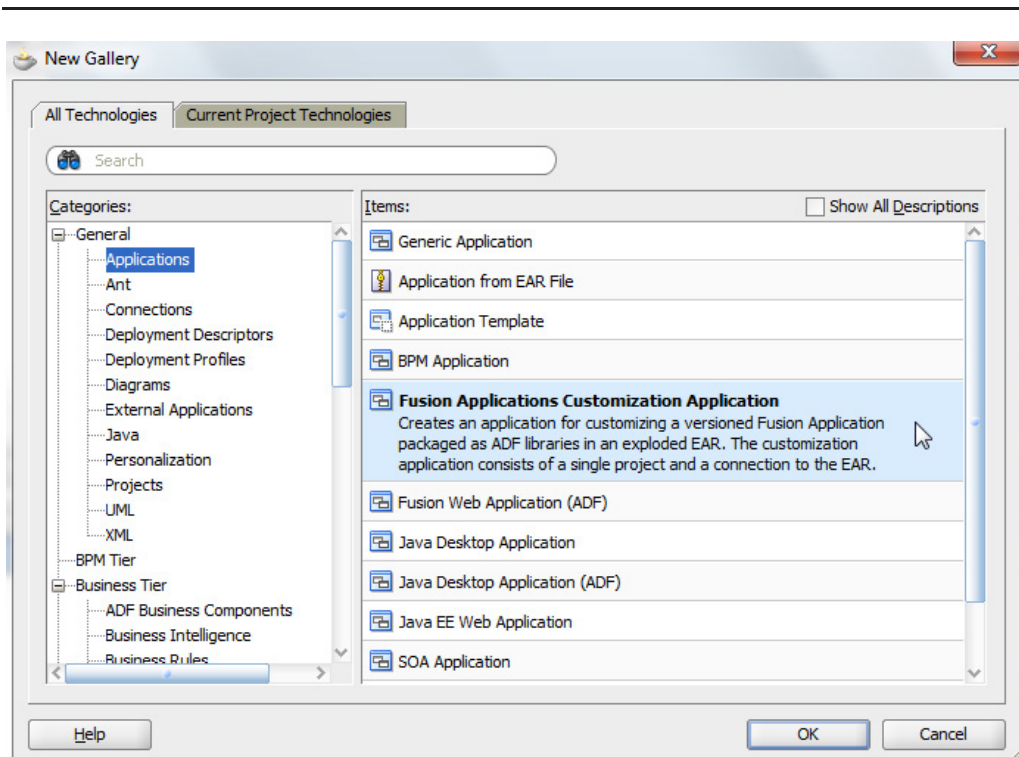 New Gallery
All Technologies
Current Project Technologies
Search
Categories:
General
Applications
Ant
Connections
Deployment Descriptors
Deployment Profiles
Diagrams
External Applications
Java
Personalization
Projects
UML
XML
BPM Tier
Business Tier
ADF Business Components
Business Intelligence
Business Rules
Items:
Show All Descriptions
Generic Application
Application from EAR File
Application Template
BPM Application
Fusion Applications Customization Application
Creates an application for customizing a versioned Fusion Application
packaged as ADF libraries in an exploded EAR. The customization
application consists of a single project and a connection to the EAR.
Fusion Web Application (ADF)
Java Desktop Application
Java Desktop Application (ADF)
Java EE Web Application
SOA Application
Help
OK
Cancel